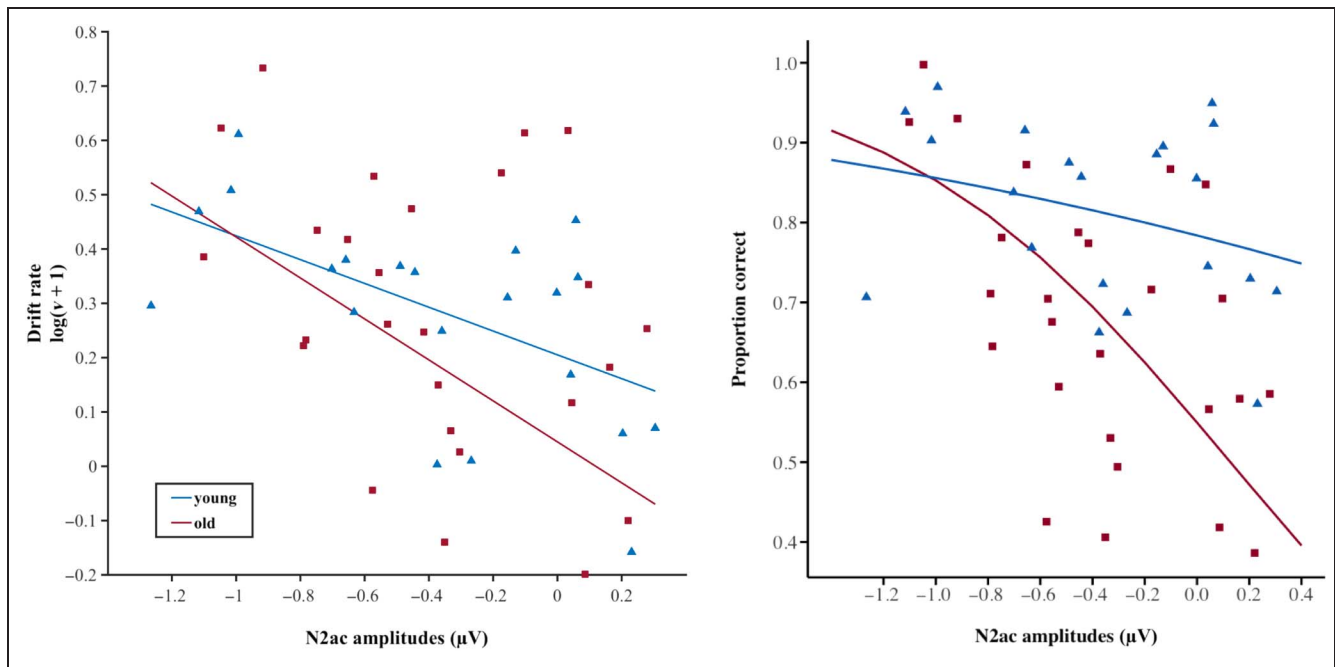 0.8
0.7
0.6
0.5
0.4
0.3
0.2
0.1
0
−0.1
−0.2
Drift rate
log(v + 1)
young
old
−1.2 −1 −0.8 −0.6 −0.4 −0.2 0 0.2
N2ac amplitudes (μV)
1.0
0.9
0.8
0.7
0.6
0.5
0.4
Proportion correct
−1.2 −1.0 −0.8 −0.6 −0.4 −0.2 0.0 0.2 0.4
N2ac amplitudes (μV)